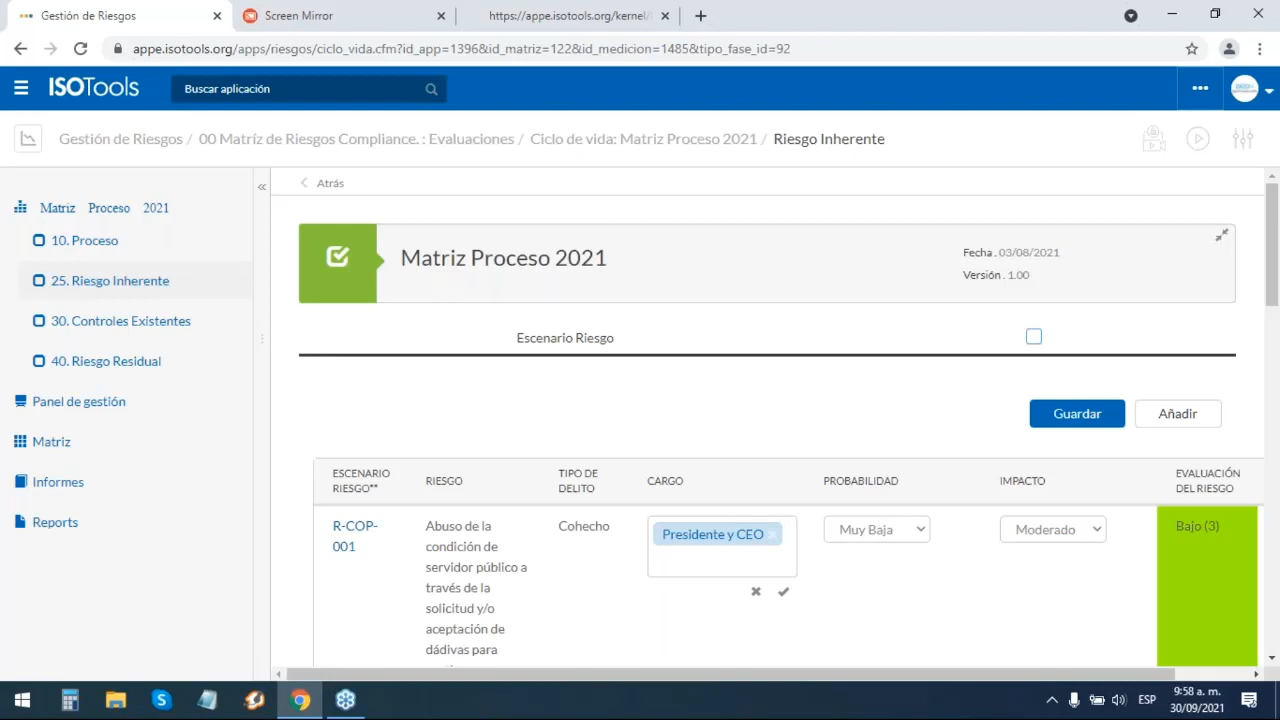 Gestión de Riesgos
Screen Mirror
https://appe.isotools.org/kernel/
appe.isotools.org/apps/riesgos/ciclo_vida.cfm?id_app=1396&id_matriz=122&id_medicion=1485&tipo_fase_id=92
ISOTools
Buscar aplicación
Gestión de Riesgos / 00 Matríz de Riesgos Compliance. : Evaluaciones / Ciclo de vida: Matriz Proceso 2021 / Riesgo Inherente
Atrás
Matriz Proceso 2021
10. Proceso
25. Riesgo Inherente
30. Controles Existentes
40. Riesgo Residual
Panel de gestión
Matriz
Informes
Reports
Matriz Proceso 2021
Fecha . 03/08/2021
Versión . 1.00
Escenario Riesgo
Guardar
Añadir
ESCENARIO
RIESGO**
RIESGO
TIPO DE
DELITO
CARGO
PROBABILIDAD
IMPACTO
EVALUACIÓN
DEL RIESGO
R-COP-
001
Abuso de la
condición de
servidor público a
través de la
solicitud y/o
aceptación de
dádivas para
Cohecho
Presidente y CEO
Muy Baja
Moderado
Bajo (3)
ESP
9:58 a. m.
30/09/2021